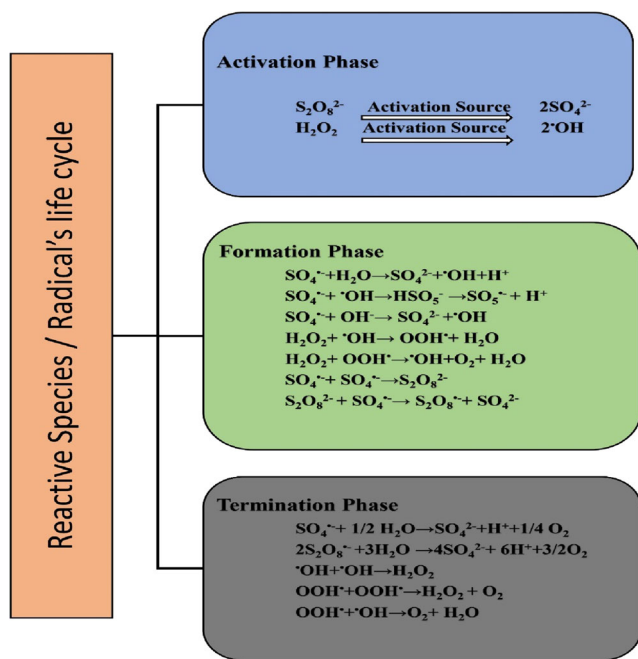 Reactive Species / Radical's life cycle
Activation Phase
S₂O₈²⁻ Activation Source 2SO₄²⁻
H₂O₂ Activation Source 2•OH
Formation Phase
SO₄•⁻+H₂O→SO₄²⁻+•OH+H⁺
SO₄•⁻+ •OH→HSO₅⁻ →SO₅•⁻ + H⁺
SO₄•⁻+ OH⁻→ SO₄²⁻ +•OH
H₂O₂+ •OH→ OOH•+ H₂O
H₂O₂+ OOH•→•OH+O₂+ H₂O
SO₄•⁻+ SO₄•⁻→S₂O₈²⁻
S₂O₈²⁻ + SO₄•⁻→ S₂O₈•⁻+ SO₄²⁻
Termination Phase
SO₄•⁻+ 1/2 H₂O→SO₄²⁻+H⁺+1/4 O₂
2S₂O₈•⁻ +3H₂O →4SO₄²⁻+ 6H⁺+3/2O₂
•OH+•OH→H₂O₂
OOH•+OOH•→H₂O₂ + O₂
OOH•+•OH→O₂+ H₂O